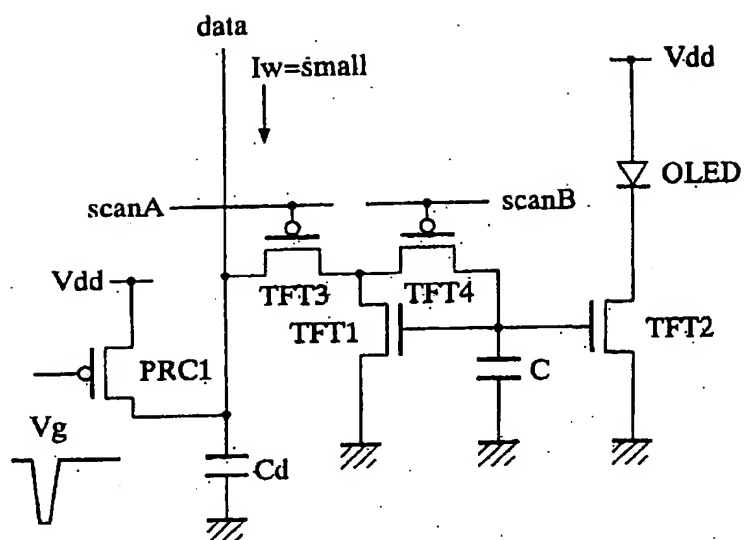 data
Iw=small
Vdd
OLED
scanA
scanB
Vdd
TFT3
TFT4
TFT1
TFT2
PRC1
C
Vg
Cd